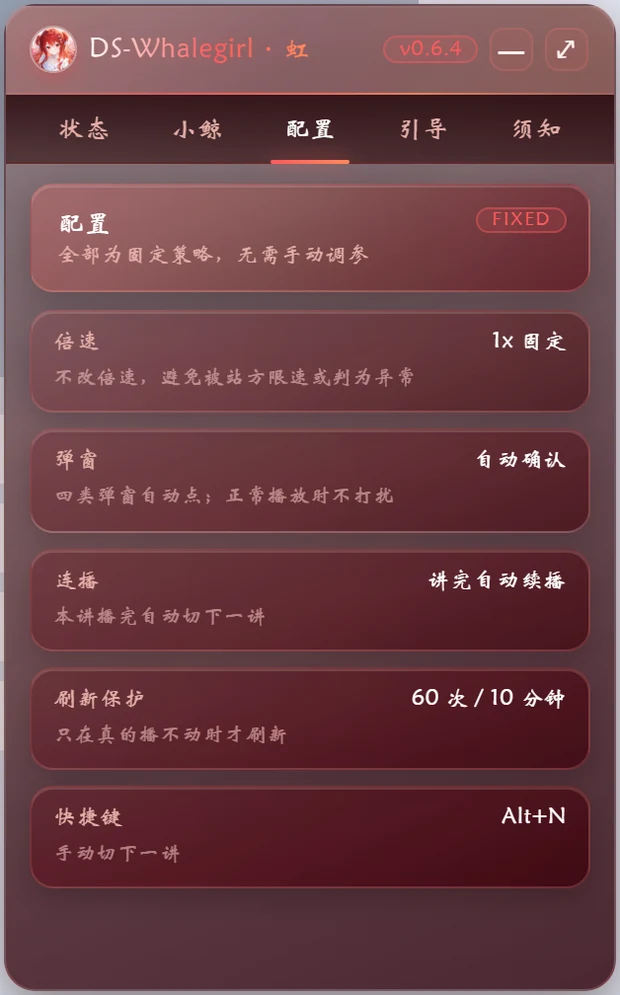 DS-Whalegirl · 虹
v0.6.4
状态 小鲸 配置 引导 须知
配置
FIXED
全部为固定策略，无需手动调参
倍速
1x 固定
不改倍速，避免被站方限速或判为异常
弹窗
自动确认
四类弹窗自动点；正常播放时不打扰
连播
讲完自动续播
本讲播完自动切下一讲
刷新保护
60 次 / 10 分钟
只在真的播不动时才刷新
快捷键
Alt+N
手动切下一讲